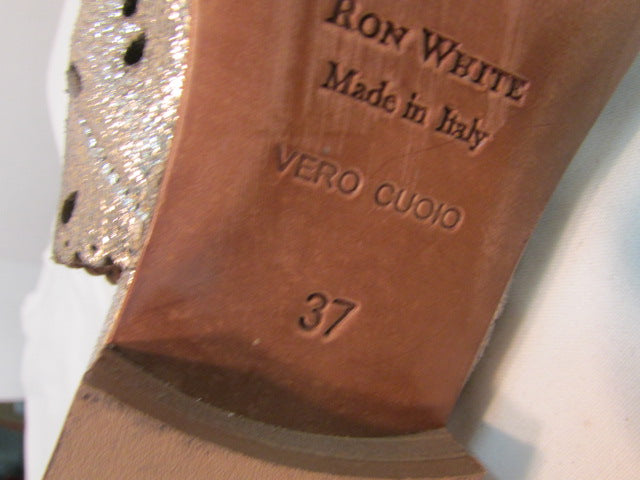 RON WHITE
Made in Italy
VERO CUOIO
37